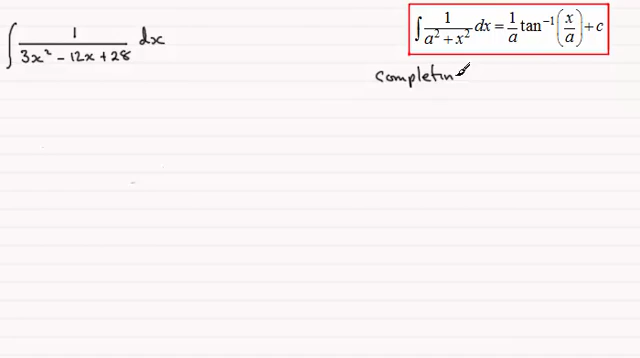 ∫ 1/(3x² - 12x + 28) dx
∫ 1/(a² + x²) dx = 1/a tan⁻¹ (x/a) + c
completin